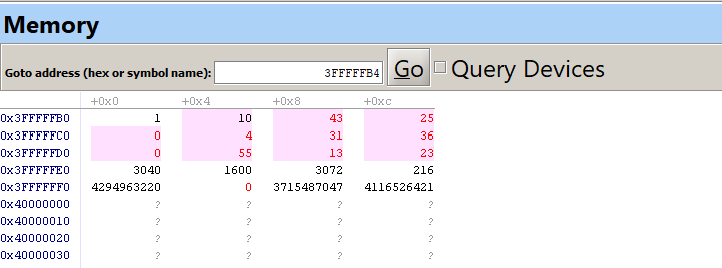 Memory
Goto address (hex or symbol name): 3FFFFFB4 Go Query Devices
+0x0 +0x4 +0x8 +0xc
0x3FFFFFB0 1 10 43 25
0x3FFFFFC0 0 4 31 36
0x3FFFFFD0 0 55 13 23
0x3FFFFFE0 3040 1600 3072 216
0x3FFFFFF0 4294963220 0 3715487047 4116526421
0x40000000 ? ? ? ?
0x40000010 ? ? ? ?
0x40000020 ? ? ? ?
0x40000030 ? ? ? ?